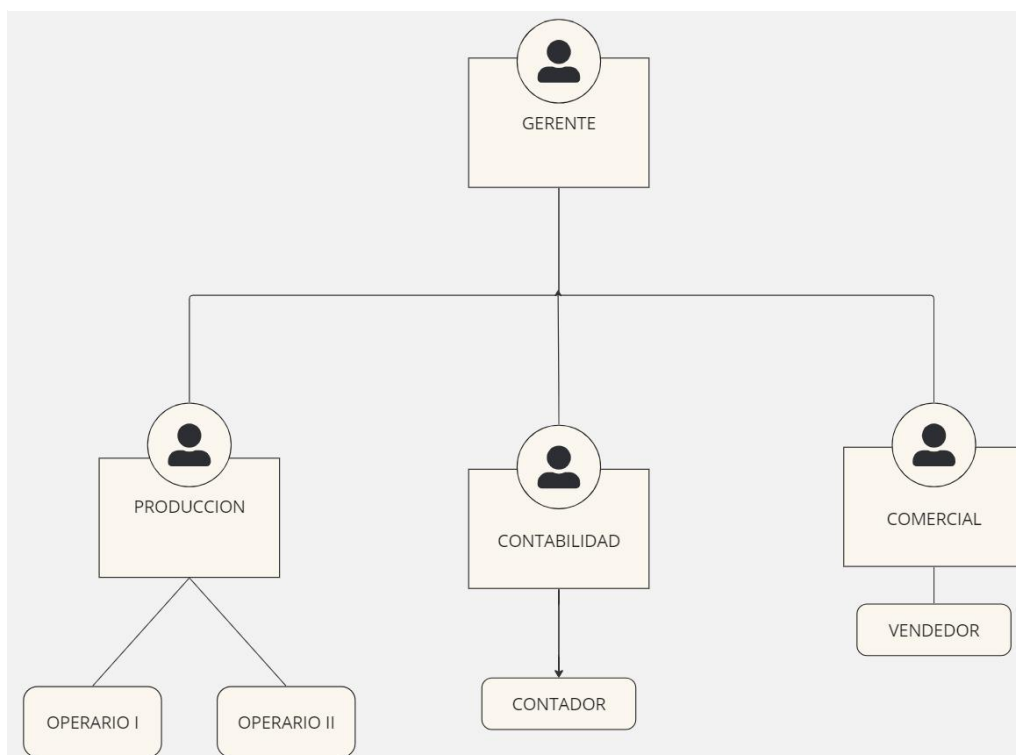 GERENTE
PRODUCCION
CONTABILIDAD
COMERCIAL
VENDEDOR
OPERARIO I
OPERARIO II
CONTADOR